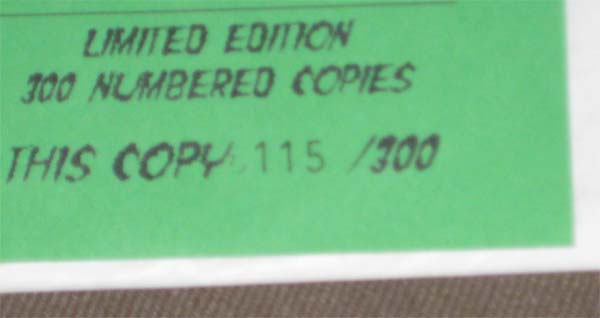 LIMITED EDITION
300 NUMBERED COPIES
THIS COPY: 115 /300